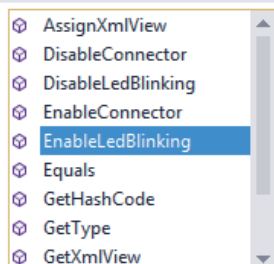 AssignXmlView
DisableConnector
DisableLedBlinking
EnableConnector
EnableLedBlinking
Equals
GetHashCode
GetType
GetXmlView